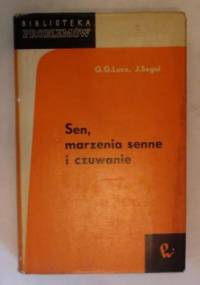 BIBLIOTEKA
PROBLEMÓW
G.G.Luce, J.Segal
Sen,
marzenia senne
i czuwanie